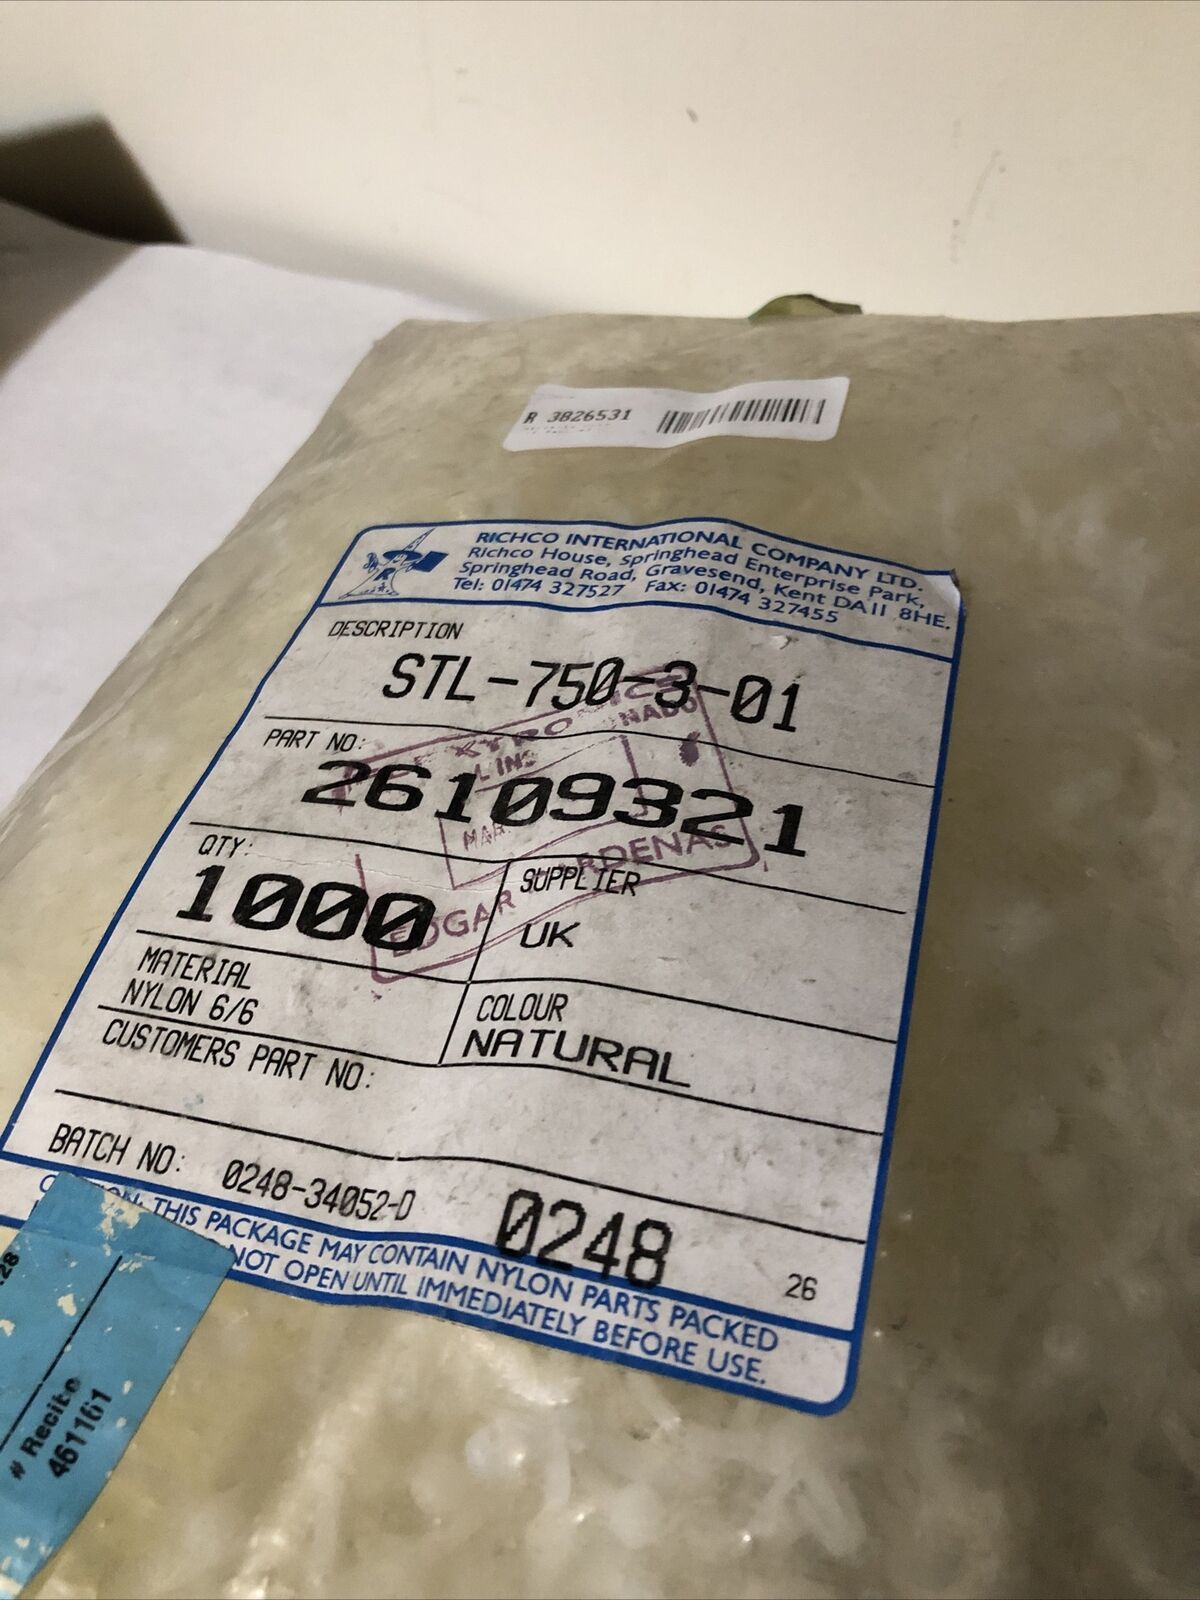 R 3826531
RICHCO INTERNATIONAL COMPANY LTD.
Richco House, Springhead Enterprise Park,
Springhead Road, Gravesend, Kent DA11 8HE.
Tel: 01474 327527 Fax: 01474 327455
R
DESCRIPTION
STL-750-3-01
PART NO:
26109321
QTY:
1000
SUPPLIER
UK
EDGAR
MATERIAL
NYLON 6/6
COLOUR
NATURAL
CUSTOMERS PART NO:
BATCH NO: 0248-34052-D
0248
26
THIS PACKAGE MAY CONTAIN NYLON PARTS PACKED
NOT OPEN UNTIL IMMEDIATELY BEFORE USE.
# Recibo
461161